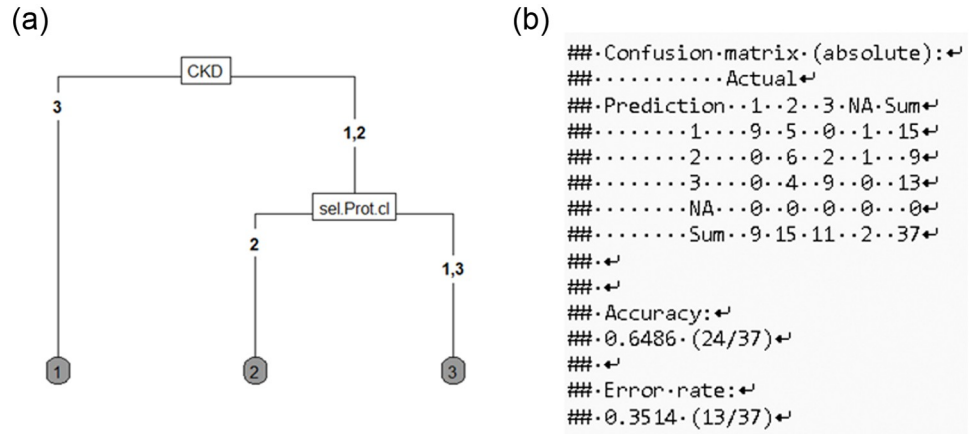 (a)
CKD
3
1,2
sel.Prot.cl
2
1,3
1
2
3
(b)
##·Confusion·matrix·(absolute):↵
##···········Actual↵
##·Prediction··1··2··3·NA·Sum↵
##········1····9··5··0··1··15↵
##········2····0··6··2··1···9↵
##········3····0··4··9··0··13↵
##········NA···0··0··0··0···0↵
##········Sum··9·15·11··2··37↵
##·↵
##·↵
##·Accuracy:↵
##·0.6486·(24/37)↵
##·↵
##·Error·rate:↵
##·0.3514·(13/37)↵